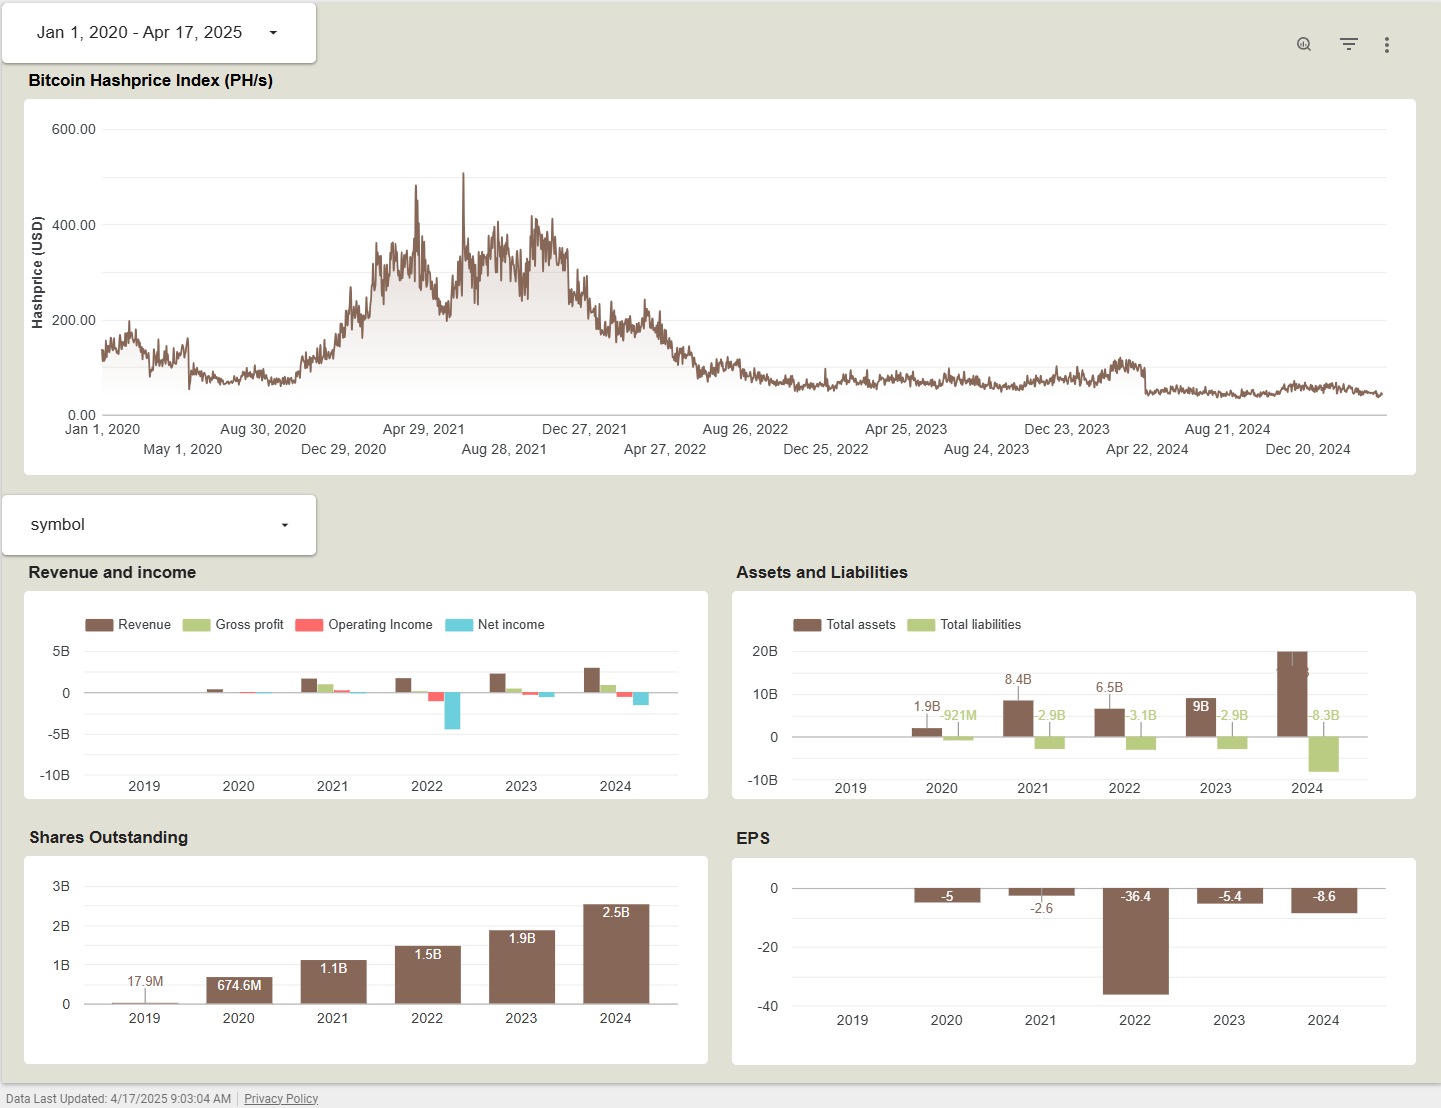 Jan 1, 2020 - Apr 17, 2025
Bitcoin Hashprice Index (PH/s)
Hashprice (USD)
600.00
400.00
200.00
0.00
Jan 1, 2020
Aug 30, 2020
Apr 29, 2021
Dec 27, 2021
Aug 26, 2022
Apr 25, 2023
Dec 23, 2023
Aug 21, 2024
May 1, 2020
Dec 29, 2020
Aug 28, 2021
Apr 27, 2022
Dec 25, 2022
Aug 24, 2023
Apr 22, 2024
Dec 20, 2024
symbol
Revenue and income
Revenue Gross profit Operating Income Net income
5B
0
-5B
-10B
2019 2020 2021 2022 2023 2024
Assets and Liabilities
Total assets Total liabilities
20B
10B
0
-10B
1.9B -921M 8.4B -2.9B 6.5B -3.1B 9B -2.9B -8.3B
2019 2020 2021 2022 2023 2024
Shares Outstanding
3B
2B
1B
0
17.9M 674.6M 1.1B 1.5B 1.9B 2.5B
2019 2020 2021 2022 2023 2024
EPS
0
-20
-40
-5 -2.6 -36.4 -5.4 -8.6
2019 2020 2021 2022 2023 2024
Data Last Updated: 4/17/2025 9:03:04 AM
Privacy Policy